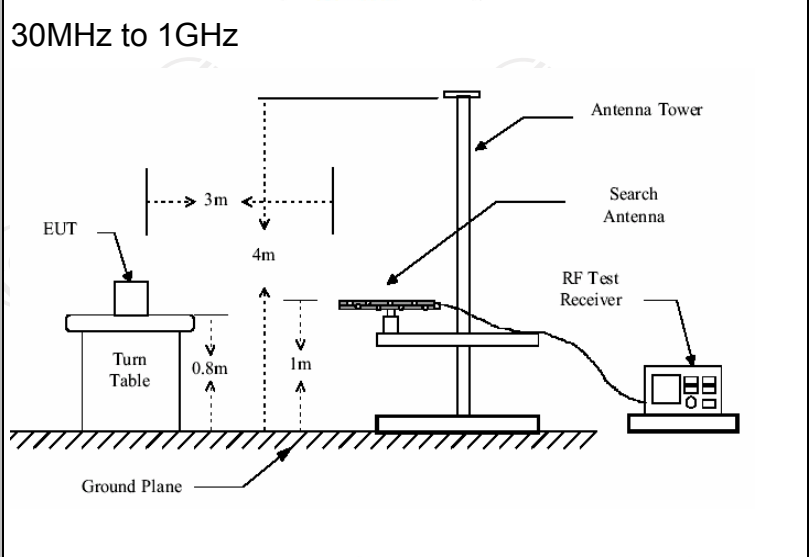 30MHz to 1GHz
Antenna Tower
3m
Search
Antenna
EUT
4m
RF Test
Receiver
Turn
Table
0.8m
1m
Ground Plane